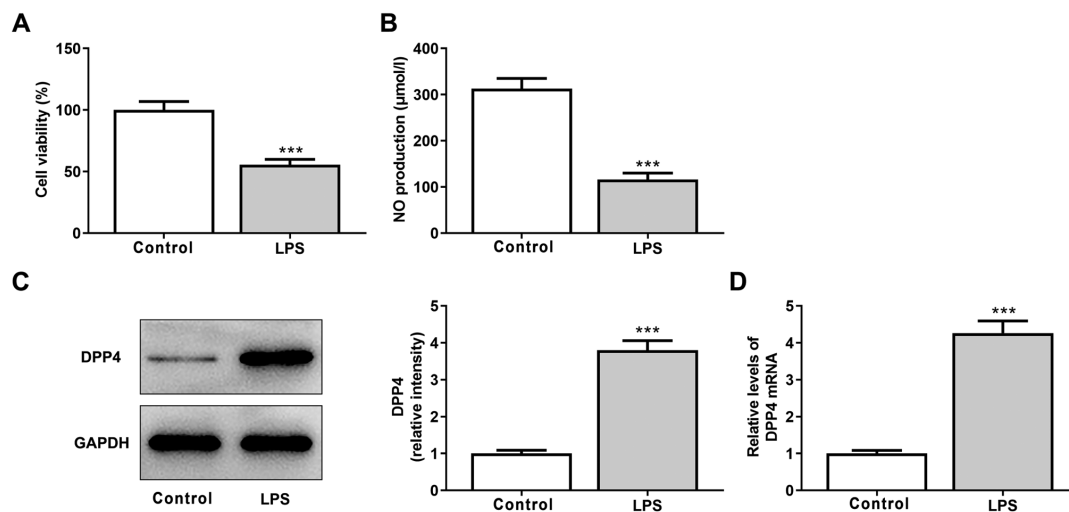 A
Cell viability (%)
150
100
50
0
***
Control LPS
B
NO production (μmol/l)
400
300
200
100
0
***
Control LPS
C
DPP4
GAPDH
Control LPS
DPP4
(relative intensity)
5
4
3
2
1
0
***
Control LPS
D
Relative levels of
DPP4 mRNA
5
4
3
2
1
0
***
Control LPS